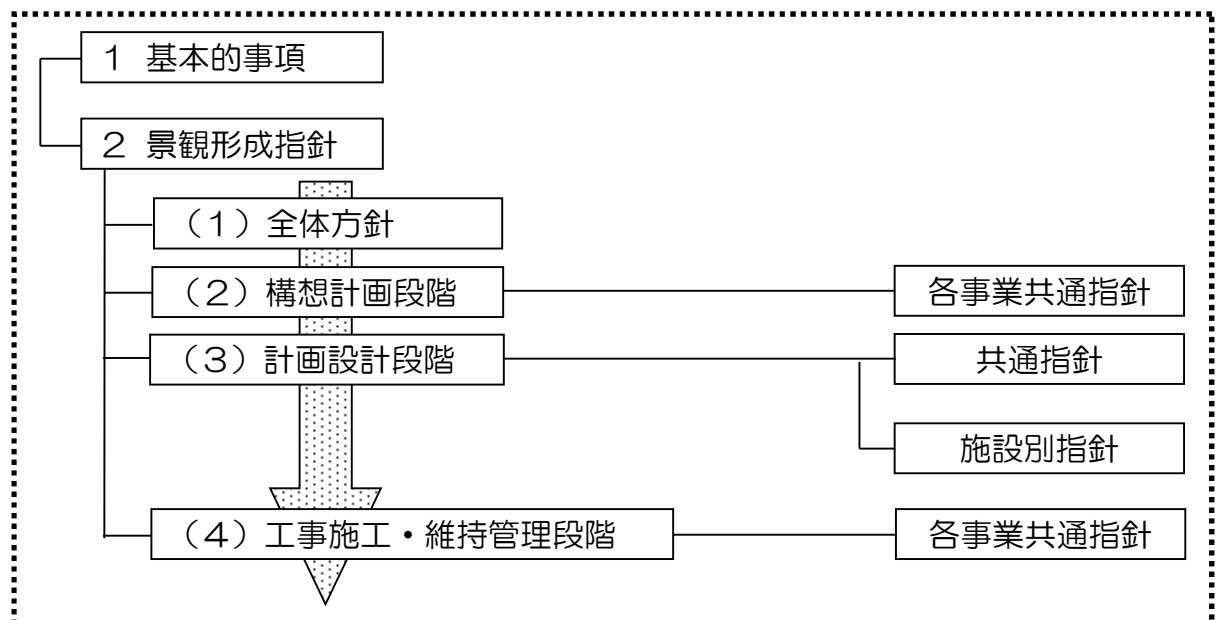 １ 基本的事項
２ 景観形成指針
（１）全体方針
（２）構想計画段階
各事業共通指針
（３）計画設計段階
共通指針
施設別指針
（４）工事施工・維持管理段階
各事業共通指針